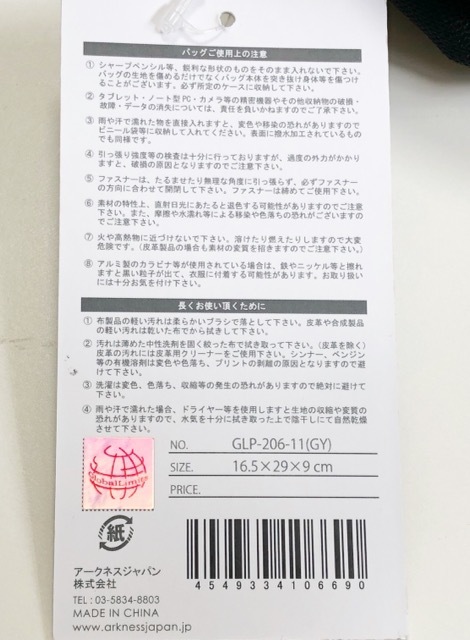 バッグご使用上の注意
① シャープペンシル等、鋭利な形状のものをそのまま入れないで下さい。
バッグの生地を傷めるだけでなくバッグ本体を突き抜け身体等を傷つけ
ることがございます。必ず所定のケースに収納して下さい。
② タブレット・ノート型PC・カメラ等の精密機器やその他収納物の破損・
故障・データの消失については、責任を負いかねますのでご了承下さい。
③ 雨や汗で濡れた物を直接入れますと、変色や移染の恐れがありますので
ビニール袋等に収納して入れてください。表面に撥水加工されているもの
でも同様です。
④ 引っ張り強度等の検査は十分に行っておりますが、過度の外力がかかり
ますと、破損の原因となりますのでご注意下さい。
⑤ ファスナーは、たるませたり無理な角度に引っ張らず、必ずファスナー
の方向に合わせて開閉して下さい。ファスナーは締めてご使用下さい。
⑥ 素材の特性上、直射日光にあたると退色する可能性がありますのでご注
意下さい。また、摩擦や水濡れ等による移染や色落ちの恐れがございますの
でご注意下さい。
⑦ 火や高熱物に近づけないで下さい。溶けたり燃えたりしますので大変
危険です。（皮革製品の場合も素材の変質を招きますのでご注意下さい。）
⑧ アルミ製のカラビナ等が使用されている場合は、鉄やニッケル等と擦れ
ますと黒い粒子が出て、衣服に付着する可能性があります。お取り扱い
には十分お気を付け下さい。
長くお使い頂くために
① 布製品の軽い汚れは柔らかいブラシで落として下さい。皮革や合成製品
の軽い汚れは乾いた布でから拭きして下さい。
② 汚れは薄めた中性洗剤を固く絞った布で拭き取って下さい。（皮革を除く）
皮革の汚れには皮革用クリーナーをご使用下さい。シンナー、ベンジン
等の有機溶剤は変色や色落ち、プリントの剥離の原因となりますので避
けて下さい。
③ 洗濯は変色、色落ち、収縮等の発生の恐れがありますので絶対に避けて
下さい。
④ 雨や汗で濡れた場合、ドライヤー等を使用しますと生地の収縮や変質の
恐れがありますので、水気を十分に拭き取った上で陰干しにて自然乾燥
させて下さい。
GlobalLimits
NO. GLP-206-11(GY)
SIZE. 16.5×29×9 cm
PRICE.
紙
アークネスジャパン
株式会社
TEL : 03-5834-8803
MADE IN CHINA
www.arknessjapan.jp
4549334106690